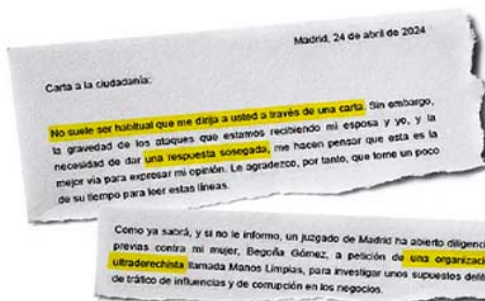 Madrid, 24 de abril de 2024
Carta a la ciudadanía:
No suele ser habitual que me dirija a usted a través de una carta. Sin embargo,
la gravedad de los ataques que estamos recibiendo mi esposa y yo, y la
necesidad de dar una respuesta sosegada, me hacen pensar que esta es la
mejor vía para expresar mi opinión. Le agradezco, por tanto, que tome un poco
de su tiempo para leer estas líneas.
Como ya sabrá, y si no le informo, un juzgado de Madrid ha abierto diligenci
previas contra mi mujer, Begoña Gómez, a petición de una organizació
ultraderechista llamada Manos Limpias, para investigar unos supuestos delit
de tráfico de influencias y de corrupción en los negocios.